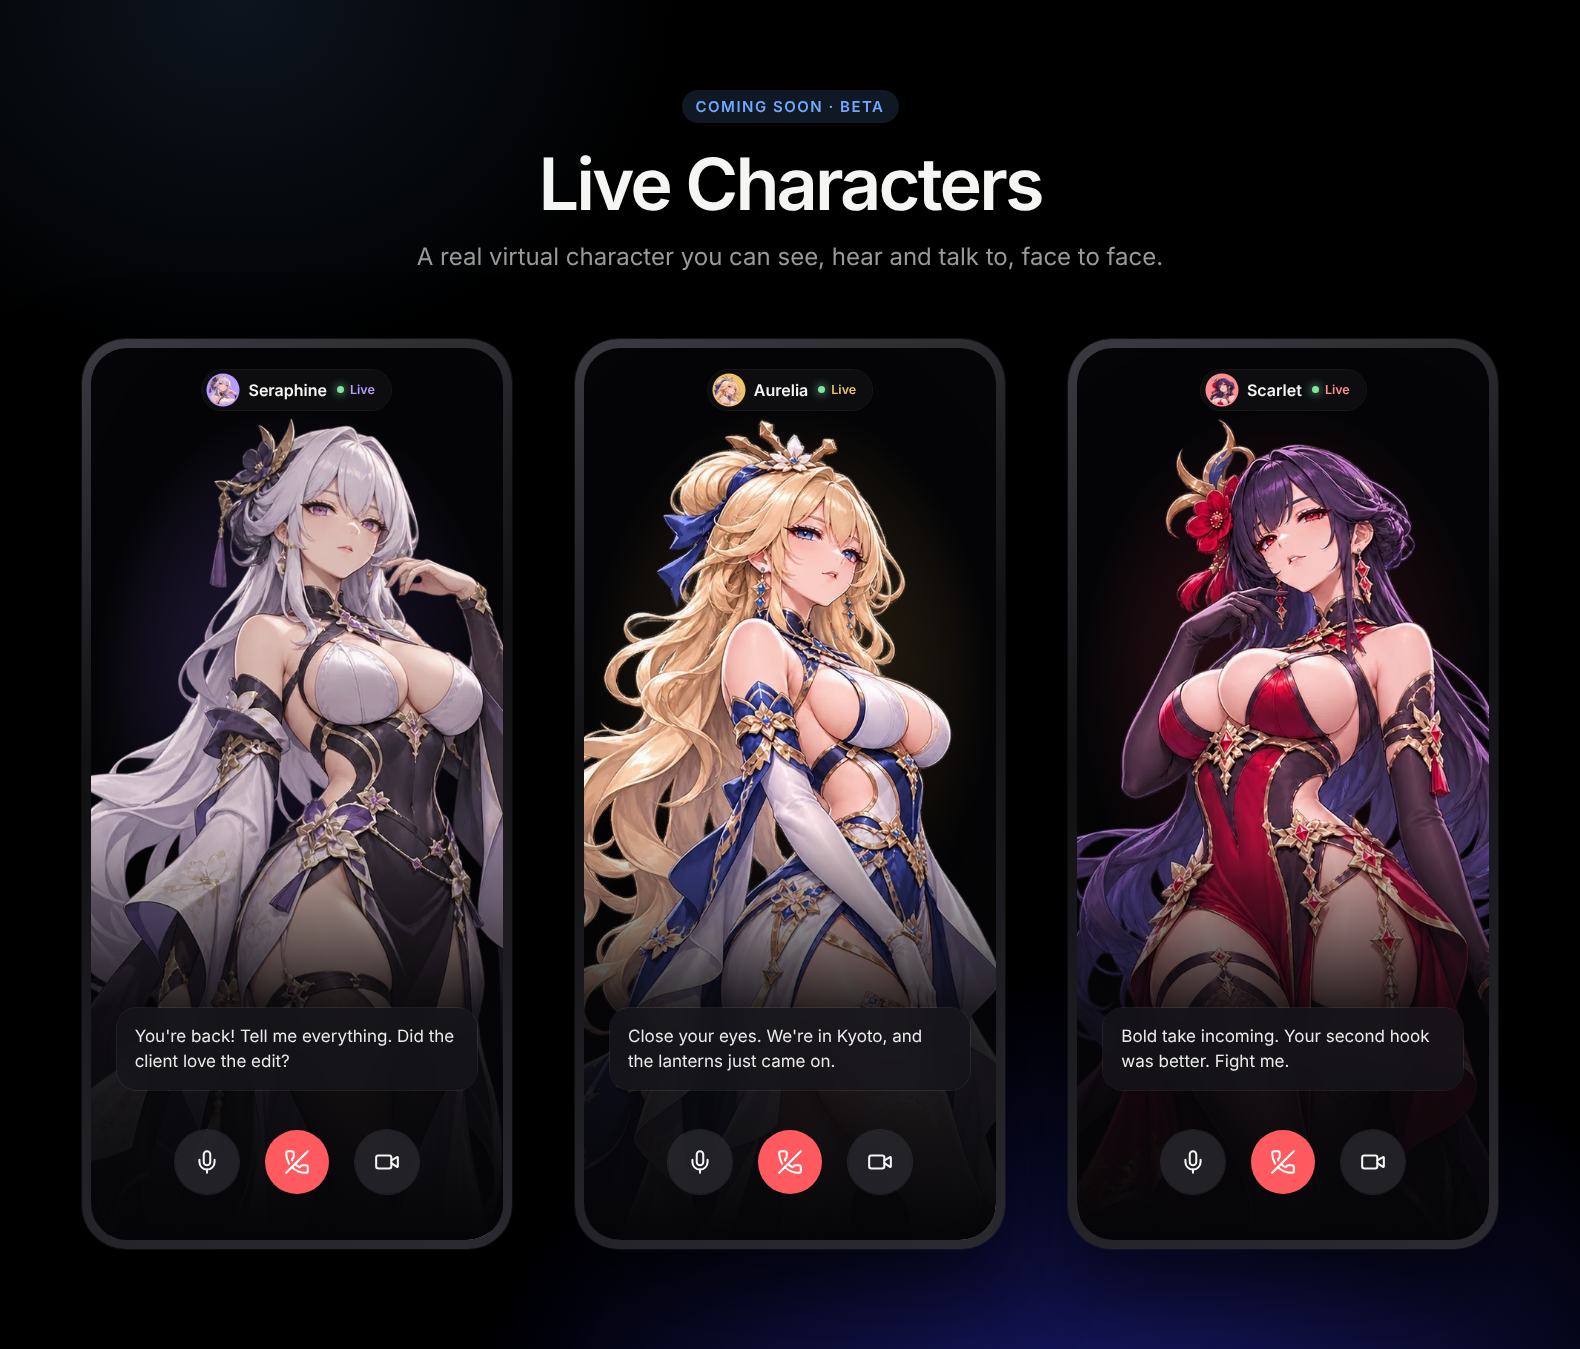 COMING SOON · BETA
Live Characters
A real virtual character you can see, hear and talk to, face to face.
Seraphine Live
Aurelia Live
Scarlet Live
You're back! Tell me everything. Did the
client love the edit?
Close your eyes. We're in Kyoto, and
the lanterns just came on.
Bold take incoming. Your second hook
was better. Fight me.